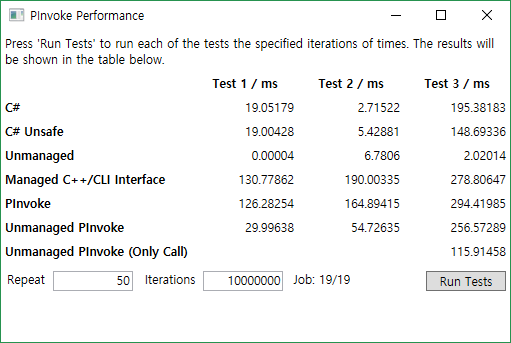 PInvoke Performance
Press 'Run Tests' to run each of the tests the specified iterations of times. The results will
be shown in the table below.
Test 1 / ms Test 2 / ms Test 3 / ms
C# 19.05179 2.71522 195.38183
C# Unsafe 19.00428 5.42881 148.69336
Unmanaged 0.00004 6.7806 2.02014
Managed C++/CLI Interface 130.77862 190.00335 278.80647
PInvoke 126.28254 164.89415 294.41985
Unmanaged PInvoke 29.99638 54.72635 256.57289
Unmanaged PInvoke (Only Call) 115.91458
Repeat 50 Iterations 10000000 Job: 19/19 Run Tests